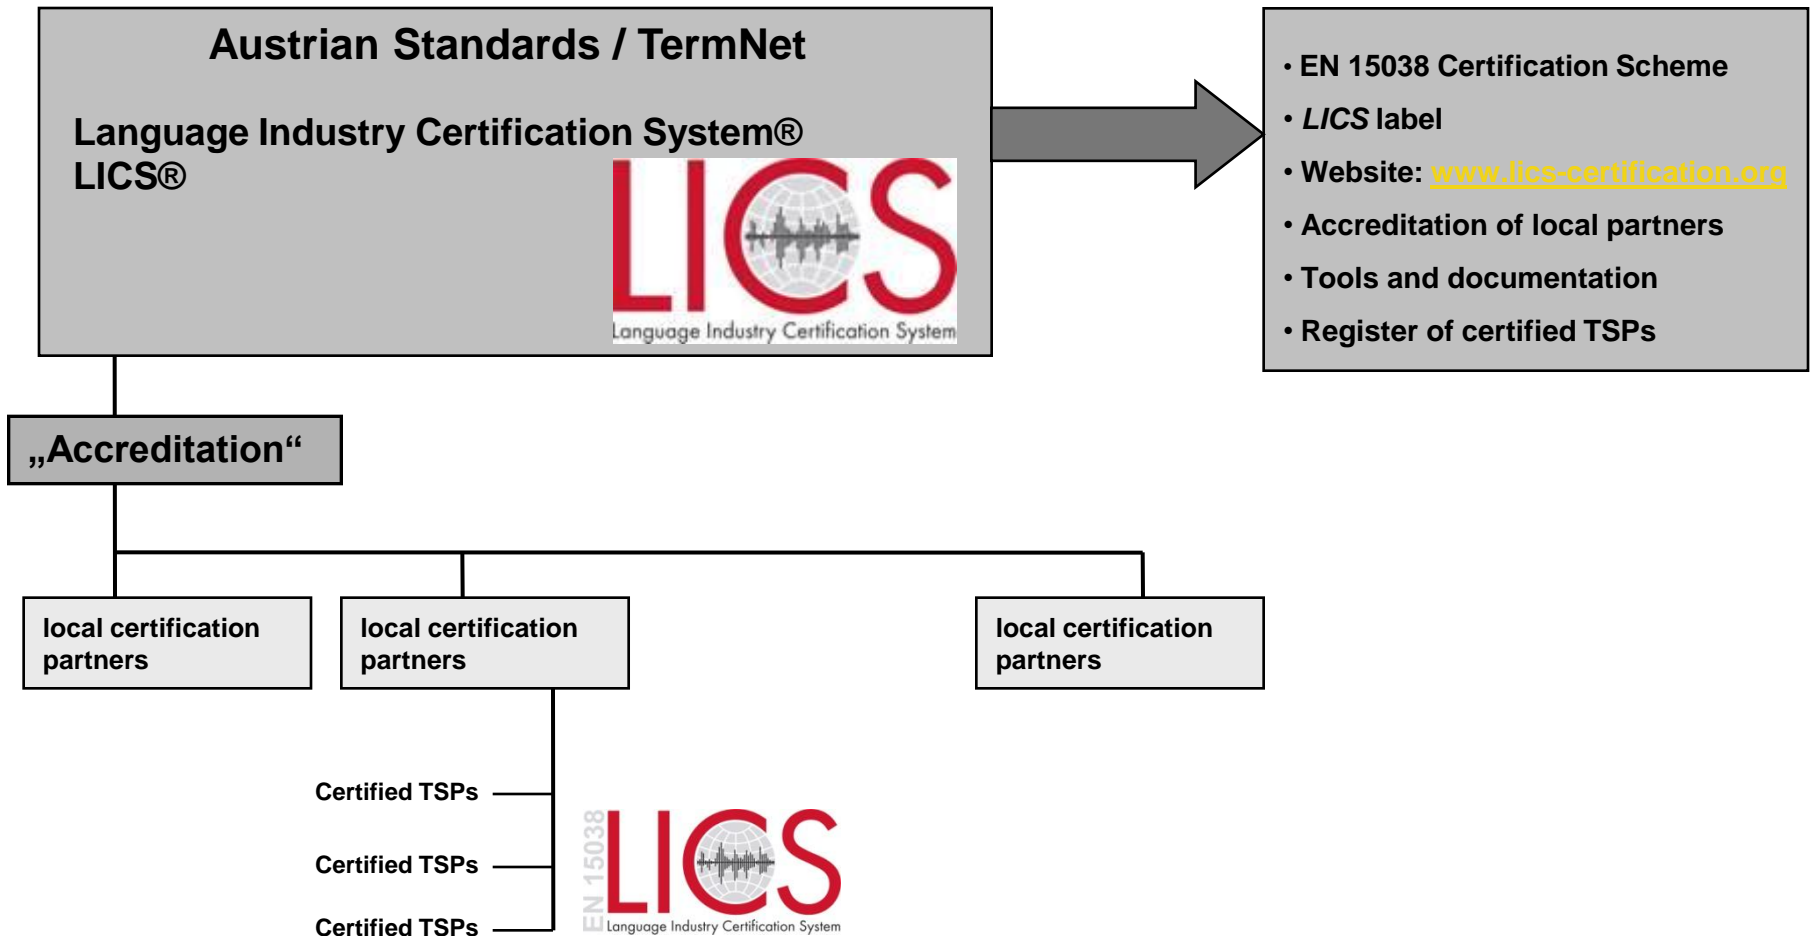 Austrian Standards / TermNet
Language Industry Certification System®
LICS®
LICS
Language Industry Certification System
• EN 15038 Certification Scheme
• LICS label
• Website: www.lics-certification.org
• Accreditation of local partners
• Tools and documentation
• Register of certified TSPs
„Accreditation“
local certification
partners
local certification
partners
local certification
partners
Certified TSPs
Certified TSPs
Certified TSPs
EN 15038
LICS
Language Industry Certification System